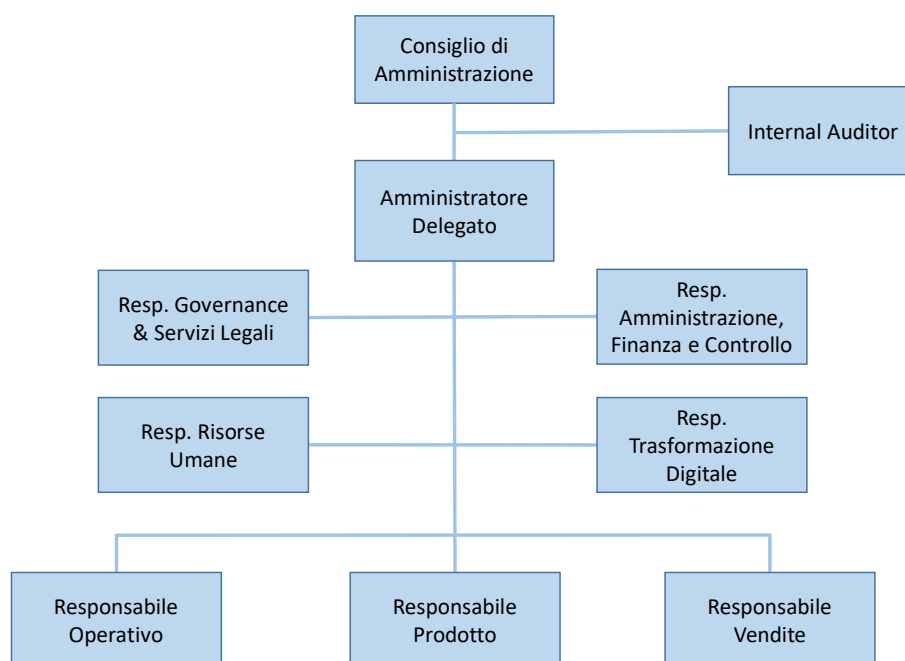 Consiglio di
Amministrazione
Internal Auditor
Amministratore
Delegato
Resp. Governance
& Servizi Legali
Resp.
Amministrazione,
Finanza e Controllo
Resp. Risorse
Umane
Resp.
Trasformazione
Digitale
Responsabile
Operativo
Responsabile
Prodotto
Responsabile
Vendite